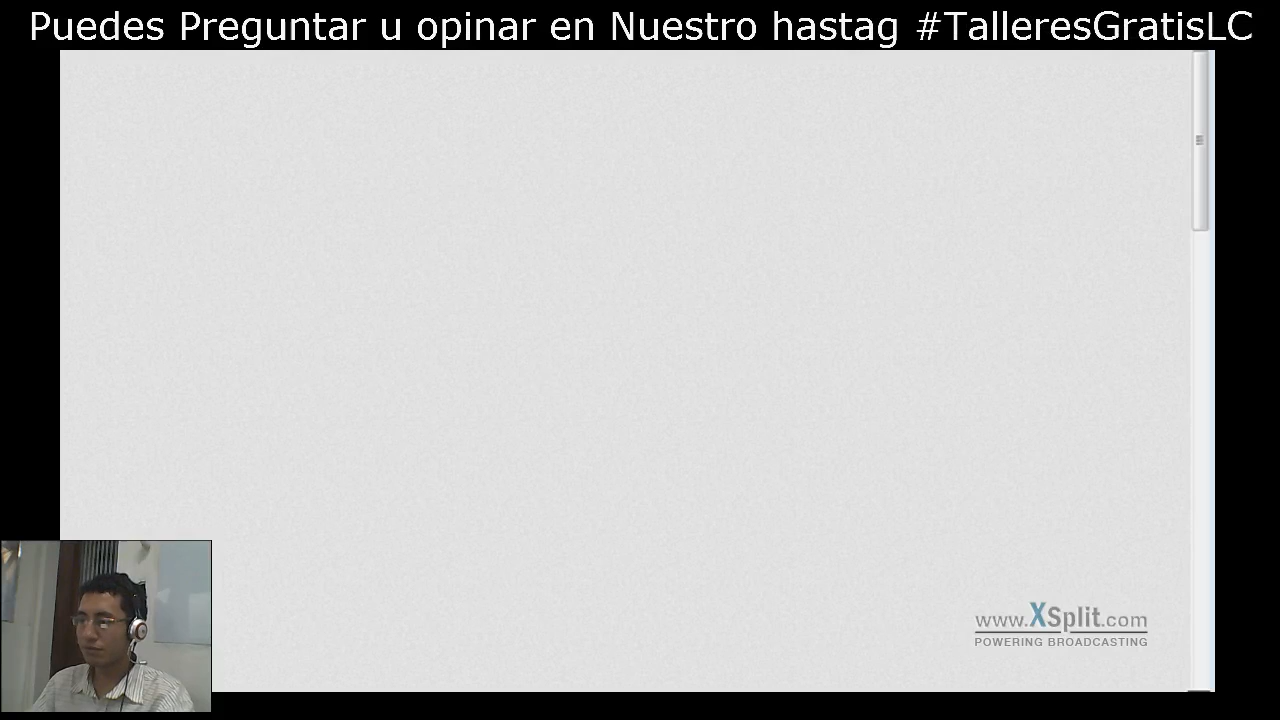 Puedes Preguntar u opinar en Nuestro hastag #TalleresGratisLC
www.XSplit.com
POWERING BROADCASTING